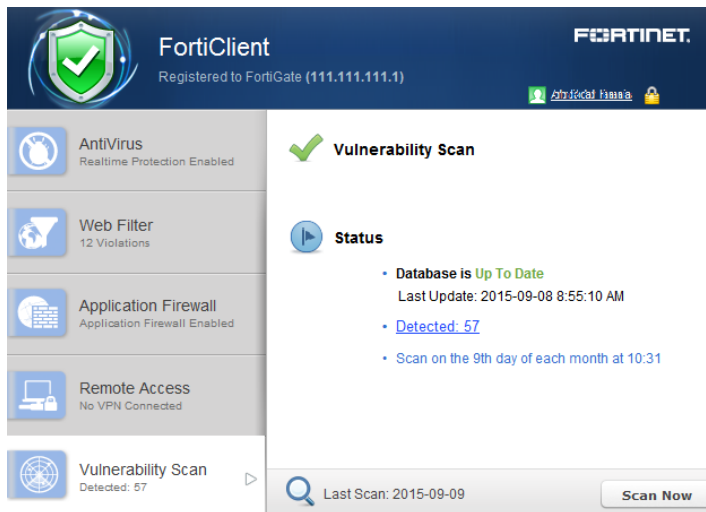 FortiClient
Registered to FortiGate (111.111.111.1)
FORTINET.
AntiVirus
Realtime Protection Enabled
Web Filter
12 Violations
Application Firewall
Application Firewall Enabled
Remote Access
No VPN Connected
Vulnerability Scan
Detected: 57
Vulnerability Scan
Status
• Database is Up To Date
Last Update: 2015-09-08 8:55:10 AM
• Detected: 57
• Scan on the 9th day of each month at 10:31
Last Scan: 2015-09-09
Scan Now